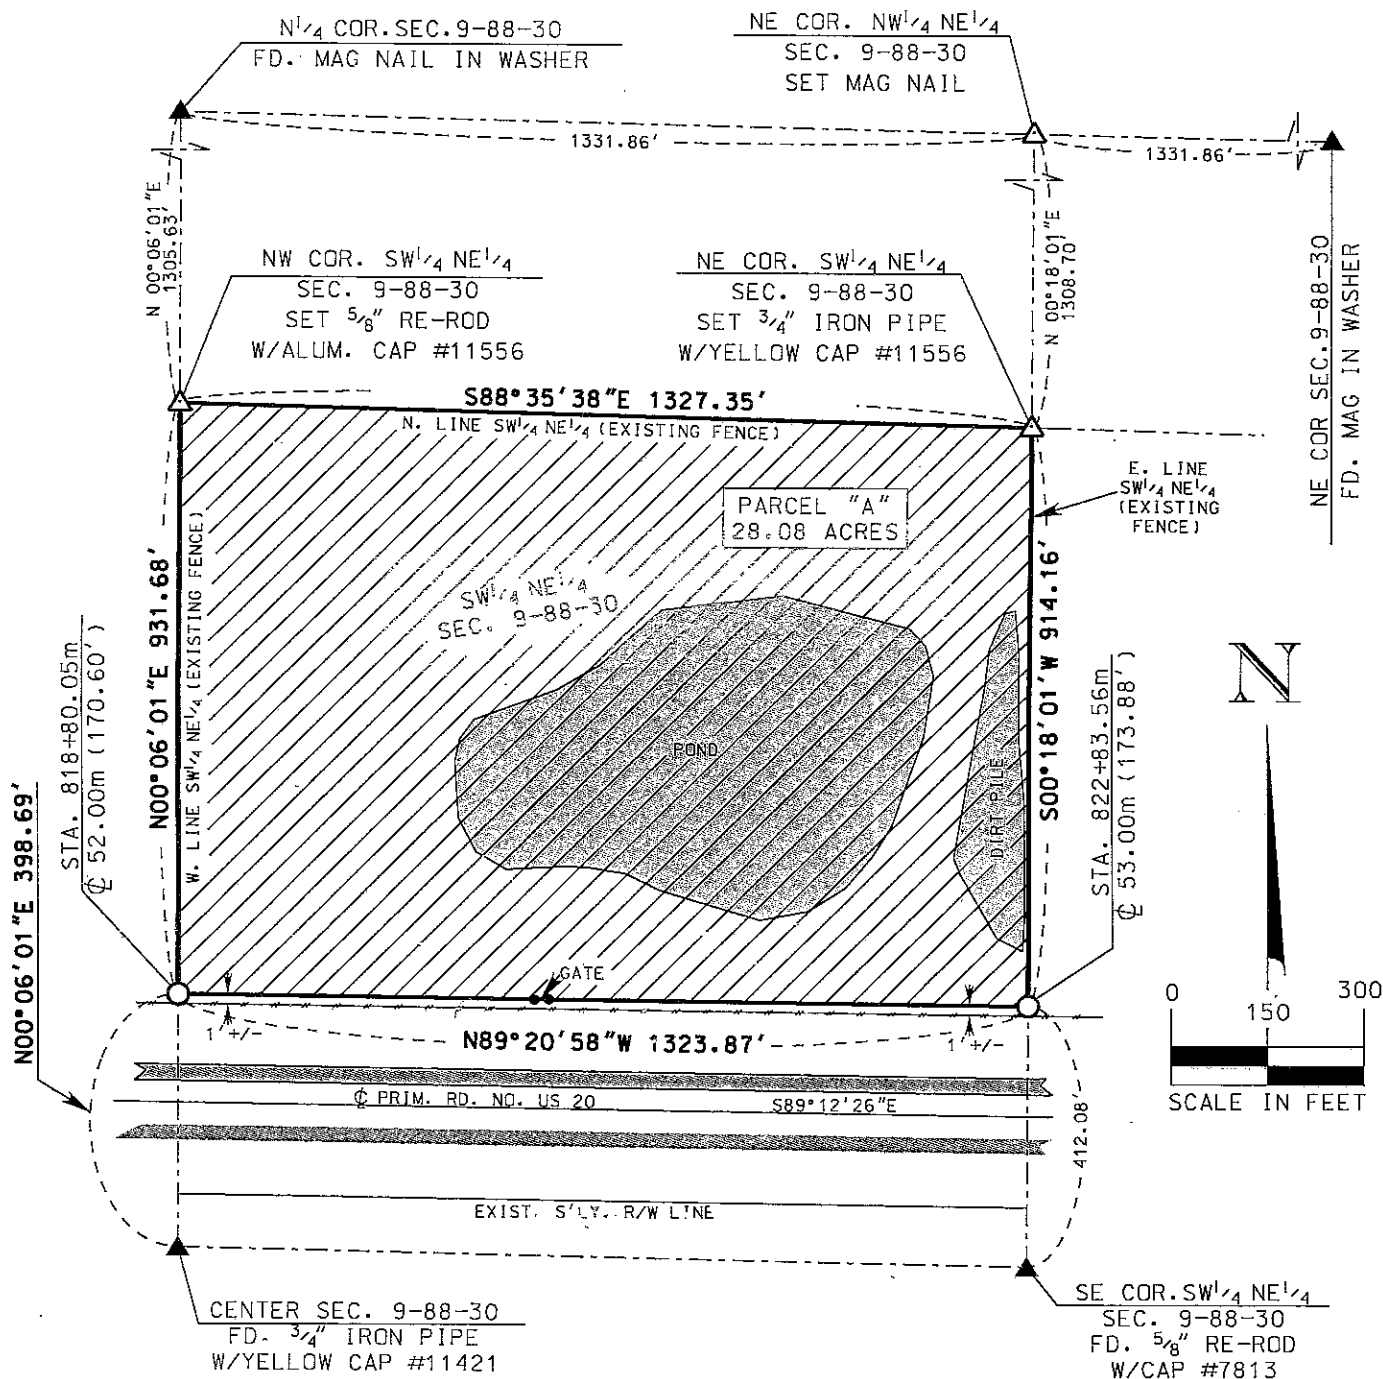 N1/4 COR. SEC. 9-88-30
FD. MAG NAIL IN WASHER
NE COR. NW1/4 NE1/4
SEC. 9-88-30
SET MAG NAIL
1331.86'
1331.86'
N 00°06'01"E
1305.63'
N 00°18'01"E
1308.70'
NE COR SEC. 9-88-30
FD. MAG IN WASHER
NW COR. SW1/4 NE1/4
SEC. 9-88-30
SET 5/8" RE-ROD
W/ALUM. CAP #11556
NE COR. SW1/4 NE1/4
SEC. 9-88-30
SET 3/4" IRON PIPE
W/YELLOW CAP #11556
S88°35'38"E 1327.35'
N. LINE SW1/4 NE1/4 (EXISTING FENCE)
E. LINE
SW1/4 NE1/4
(EXISTING
FENCE)
PARCEL "A"
28.08 ACRES
SW1/4 NE1/4
SEC. 9-88-30
N00°06'01"E 931.68'
W. LINE SW1/4 NE1/4 (EXISTING FENCE)
S00°18'01"W 914.16'
POND
DIRT PILE
N
STA. 818+80.05m
℄ 52.00m (170.60')
STA. 822+83.56m
℄ 53.00m (173.88')
N00°06'01"E 398.69'
GATE
1' +/-
N89°20'58"W 1323.87'
1' +/-
0 150 300
SCALE IN FEET
℄ PRIM. RD. NO. US 20 S89°12'26"E
412.08'
EXIST. S'LY. R/W LINE
CENTER SEC. 9-88-30
FD. 3/4" IRON PIPE
W/YELLOW CAP #11421
SE COR. SW1/4 NE1/4
SEC. 9-88-30
FD. 5/8" RE-ROD
W/CAP #7813